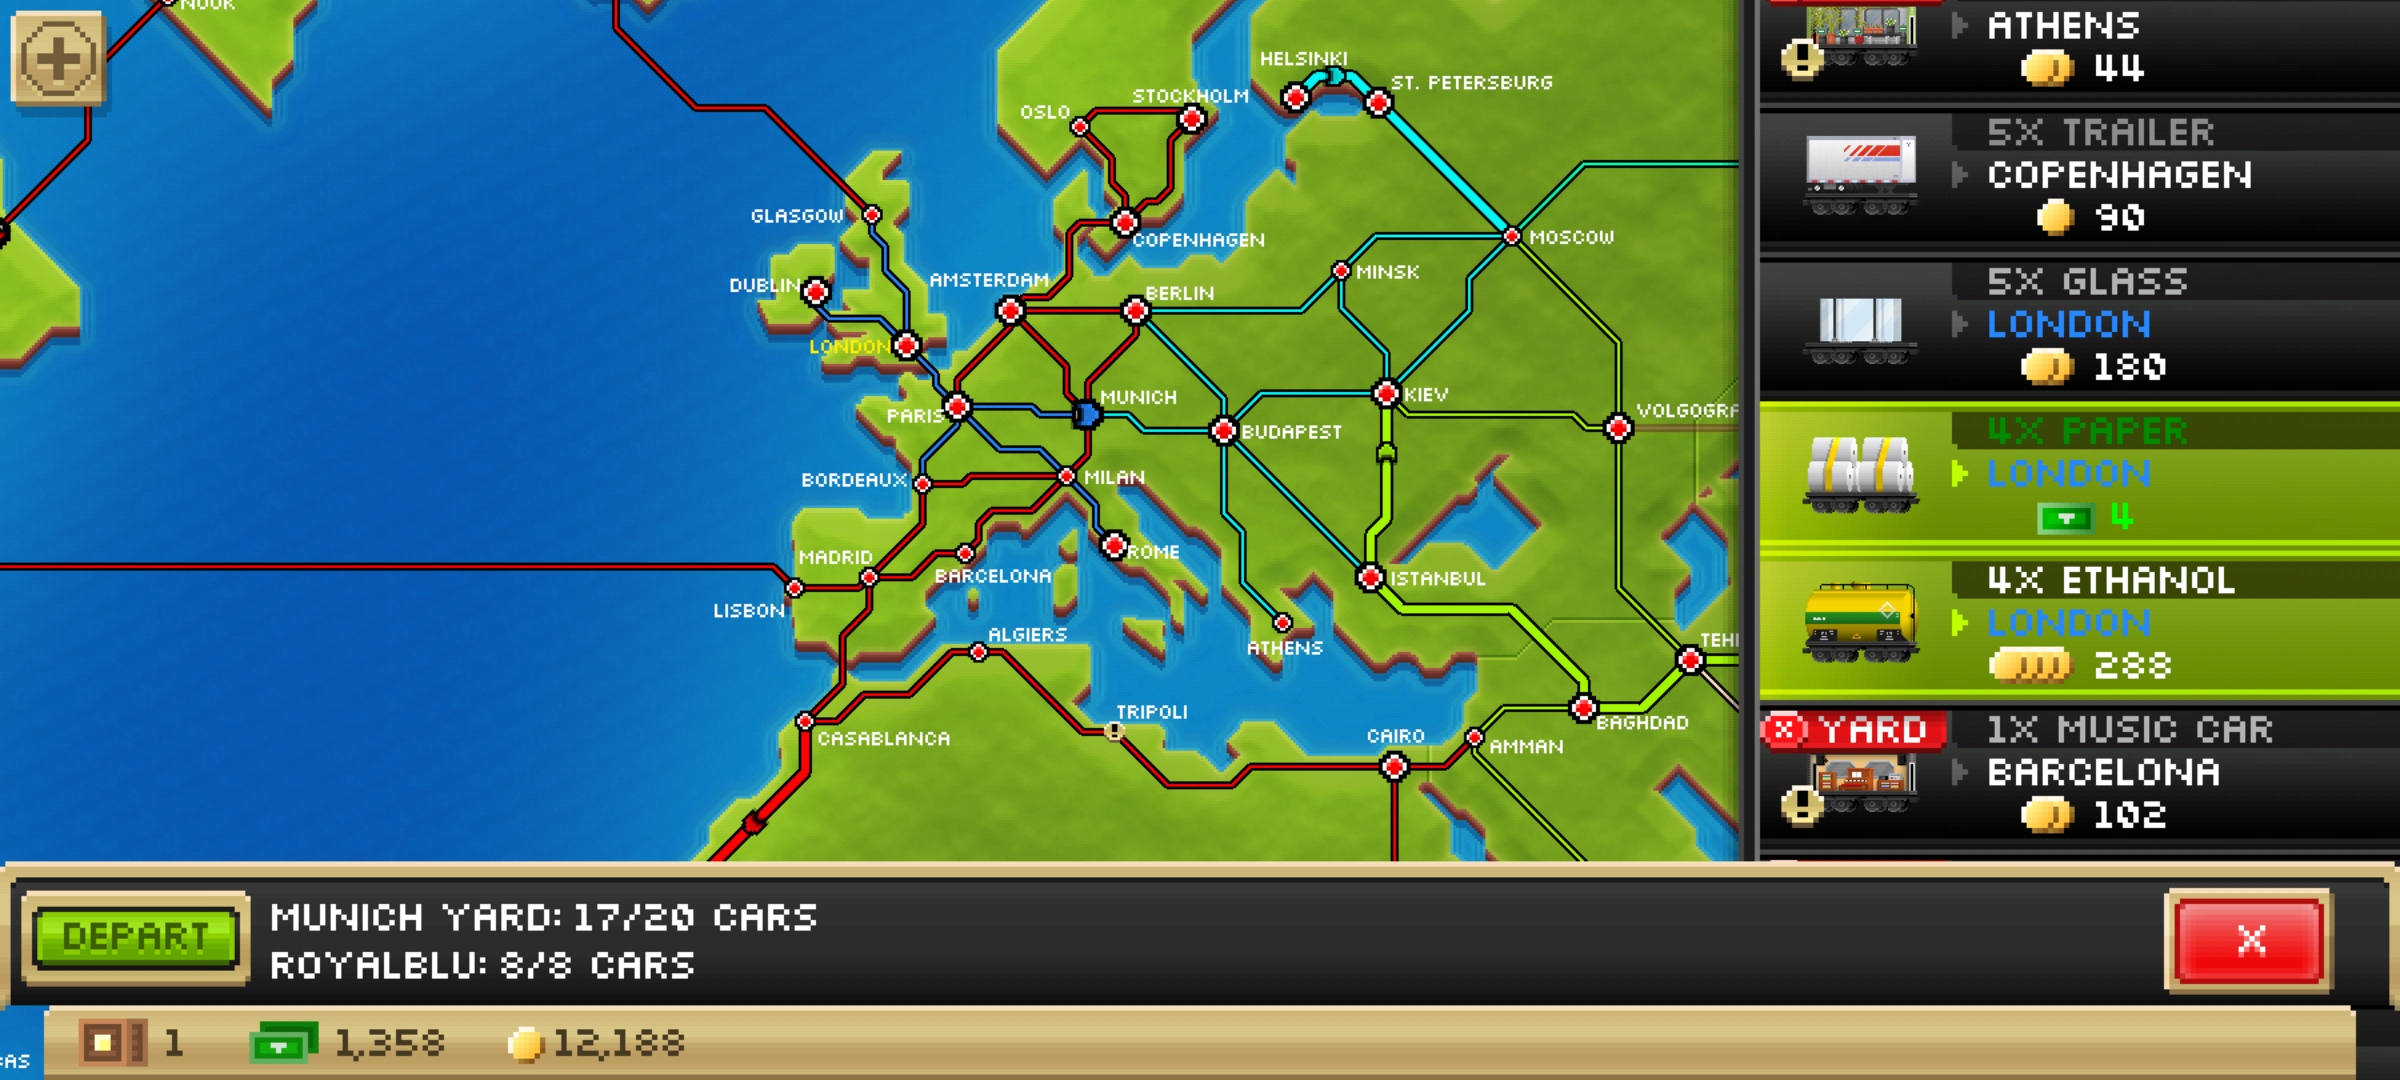 NUUK
HELSINKI
ST. PETERSBURG
STOCKHOLM
OSLO
GLASGOW
COPENHAGEN
MOSCOW
MINSK
DUBLIN
AMSTERDAM
BERLIN
LONDON
MUNICH
KIEV
PARIS
VOLGOGRA
BUDAPEST
BORDEAUX
MILAN
MADRID
ROME
BARCELONA
ISTANBUL
LISBON
ALGIERS
ATHENS
TEH
TRIPOLI
CASABLANCA
CAIRO
AMMAN
BAGHDAD
ATHENS
44
5X TRAILER
COPENHAGEN
90
5X GLASS
LONDON
180
4X PAPER
LONDON
4
4X ETHANOL
LONDON
288
X YARD
1X MUSIC CAR
BARCELONA
102
DEPART
MUNICH YARD: 17/20 CARS
ROYALBLU: 8/8 CARS
X
1
1,358
12,188
AS